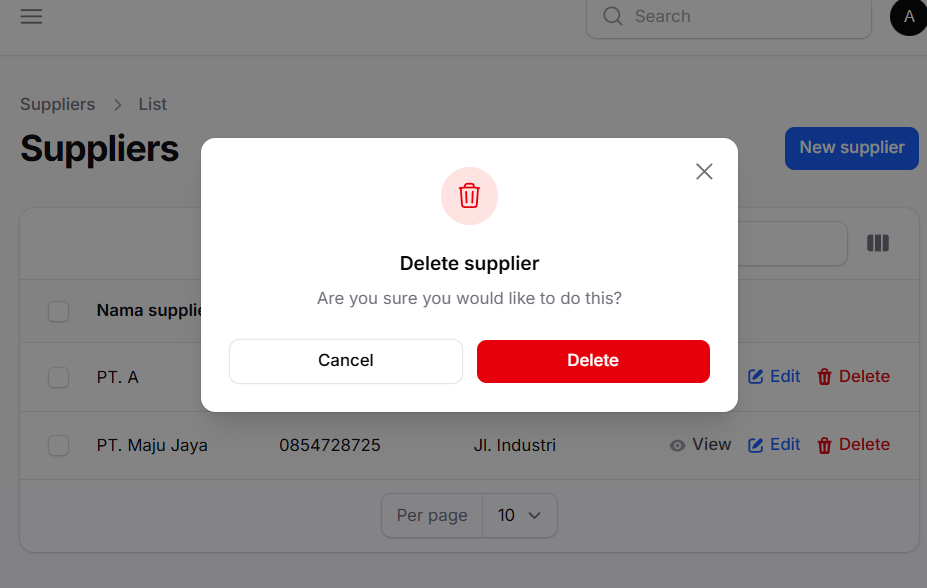 Search
A
Suppliers > List
Suppliers
New supplier
Delete supplier
Are you sure you would like to do this?
Cancel
Delete
Nama supplie
PT. A
Edit
Delete
PT. Maju Jaya
0854728725
Jl. Industri
View
Edit
Delete
Per page
10